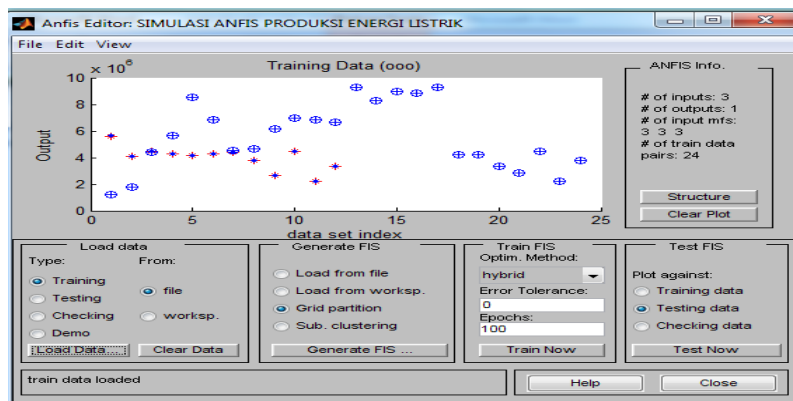 Anfis Editor: SIMULASI ANFIS PRODUKSI ENERGI LISTRIK
File Edit View
x 10^6
Training Data (ooo)
10
8
6
4
2
0
Output
0 5 10 15 20 25
data set index
ANFIS Info.
# of inputs: 3
# of outputs: 1
# of input mfs:
3 3 3
# of train data
pairs: 24
Structure
Clear Plot
Load data
Type: From:
Training
Testing
Checking
Demo
file
worksp.
Load Data... Clear Data
Generate FIS
Load from file
Load from worksp.
Grid partition
Sub. clustering
Generate FIS ...
Train FIS
Optim. Method:
hybrid
Error Tolerance:
0
Epochs:
100
Train Now
Test FIS
Plot against:
Training data
Testing data
Checking data
Test Now
train data loaded
Help Close